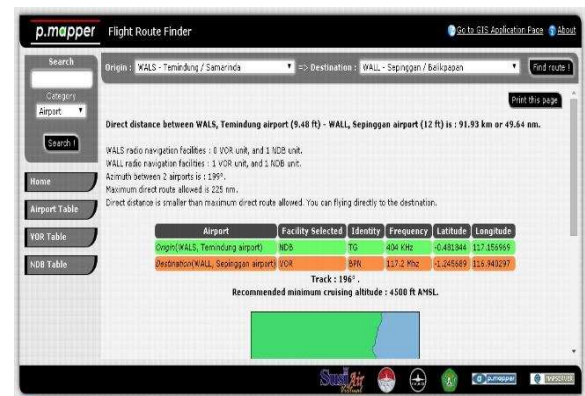 p.mapper Flight Route Finder Go to GIS Application Page About
Search
Category
Airport
Search !
Home
Airport Table
VOR Table
NDB Table
Origin : WALS - Temindung / Samarinda => Destination : WALL - Sepinggan / Balikpapan Find route !
Print this page
Direct distance between WALS, Temindung airport (9.48 ft) - WALL, Sepinggan airport (12 ft) is : 91.93 km or 49.64 nm.
WALS radio navigation facilities : 0 VOR unit, and 1 NDB unit.
WALL radio navigation facilities : 1 VOR unit, and 1 NDB unit.
Azimuth between 2 airports is : 199°.
Maximum direct route allowed is 225 nm.
Direct distance is smaller than maximum direct route allowed. You can flying directly to the destination.
Airport Facility Selected Identity Frequency Latitude Longitude
Origin(WALS, Temindung airport) NDB TG 404 KHz -0.481844 117.156969
Destination(WALL, Sepinggan airport) VOR BPN 117.2 Mhz -1.245689 116.940297
Track : 196° .
Recommended minimum cruising altitude : 4500 ft AMSL.
Susi Air
virtual
p.mapper
MAPSERVER